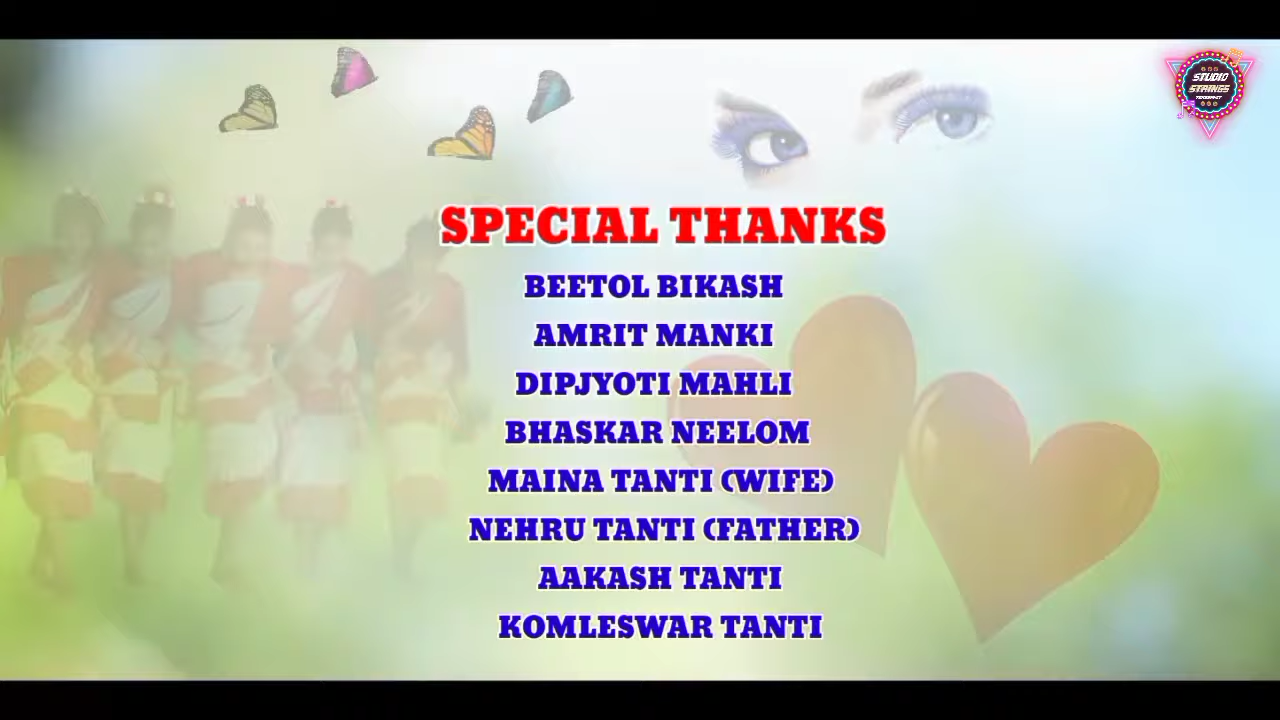 STUDIO
STRINGS
SPECIAL THANKS
BEETOL BIKASH
AMRIT MANKI
DIPJYOTI MAHLI
BHASKAR NEELOM
MAINA TANTI (WIFE)
NEHRU TANTI (FATHER)
AAKASH TANTI
KOMLESWAR TANTI